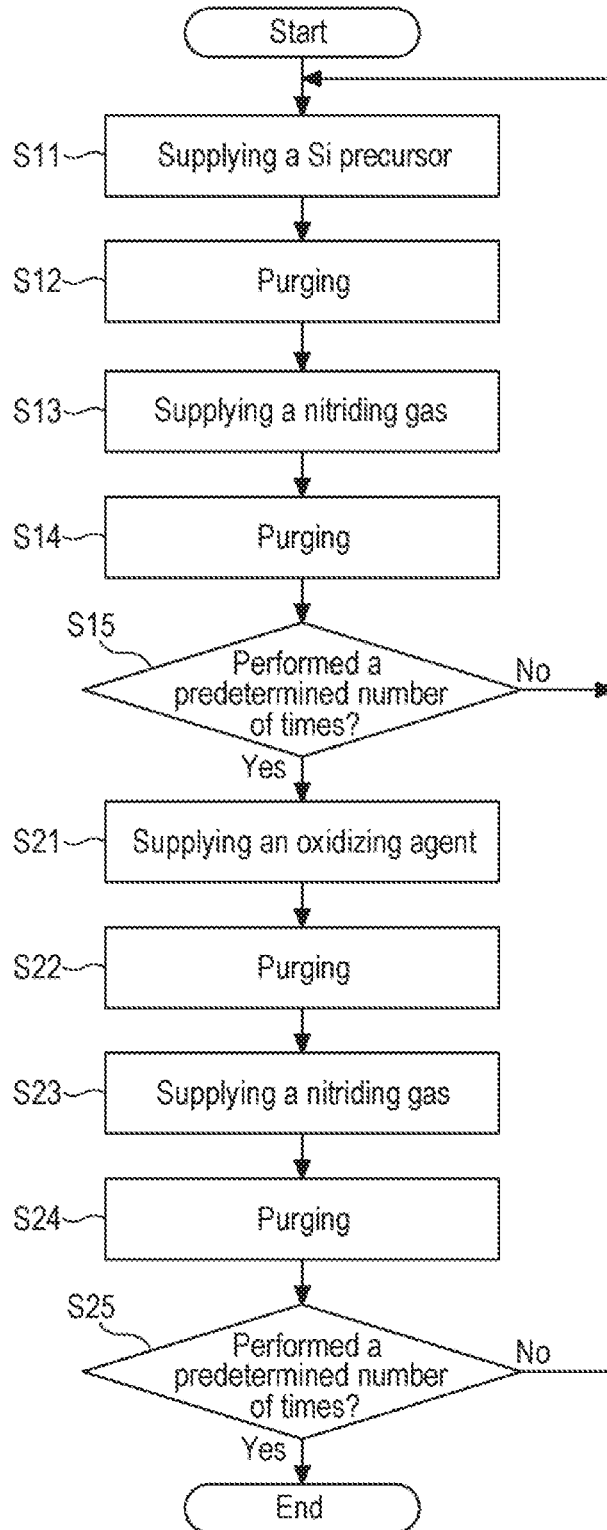 Start
S11
Supplying a Si precursor
S12
Purging
S13
Supplying a nitriding gas
S14
Purging
S15
Performed a
predetermined number
of times?
No
Yes
S21
Supplying an oxidizing agent
S22
Purging
S23
Supplying a nitriding gas
S24
Purging
S25
Performed a
predetermined number
of times?
No
Yes
End